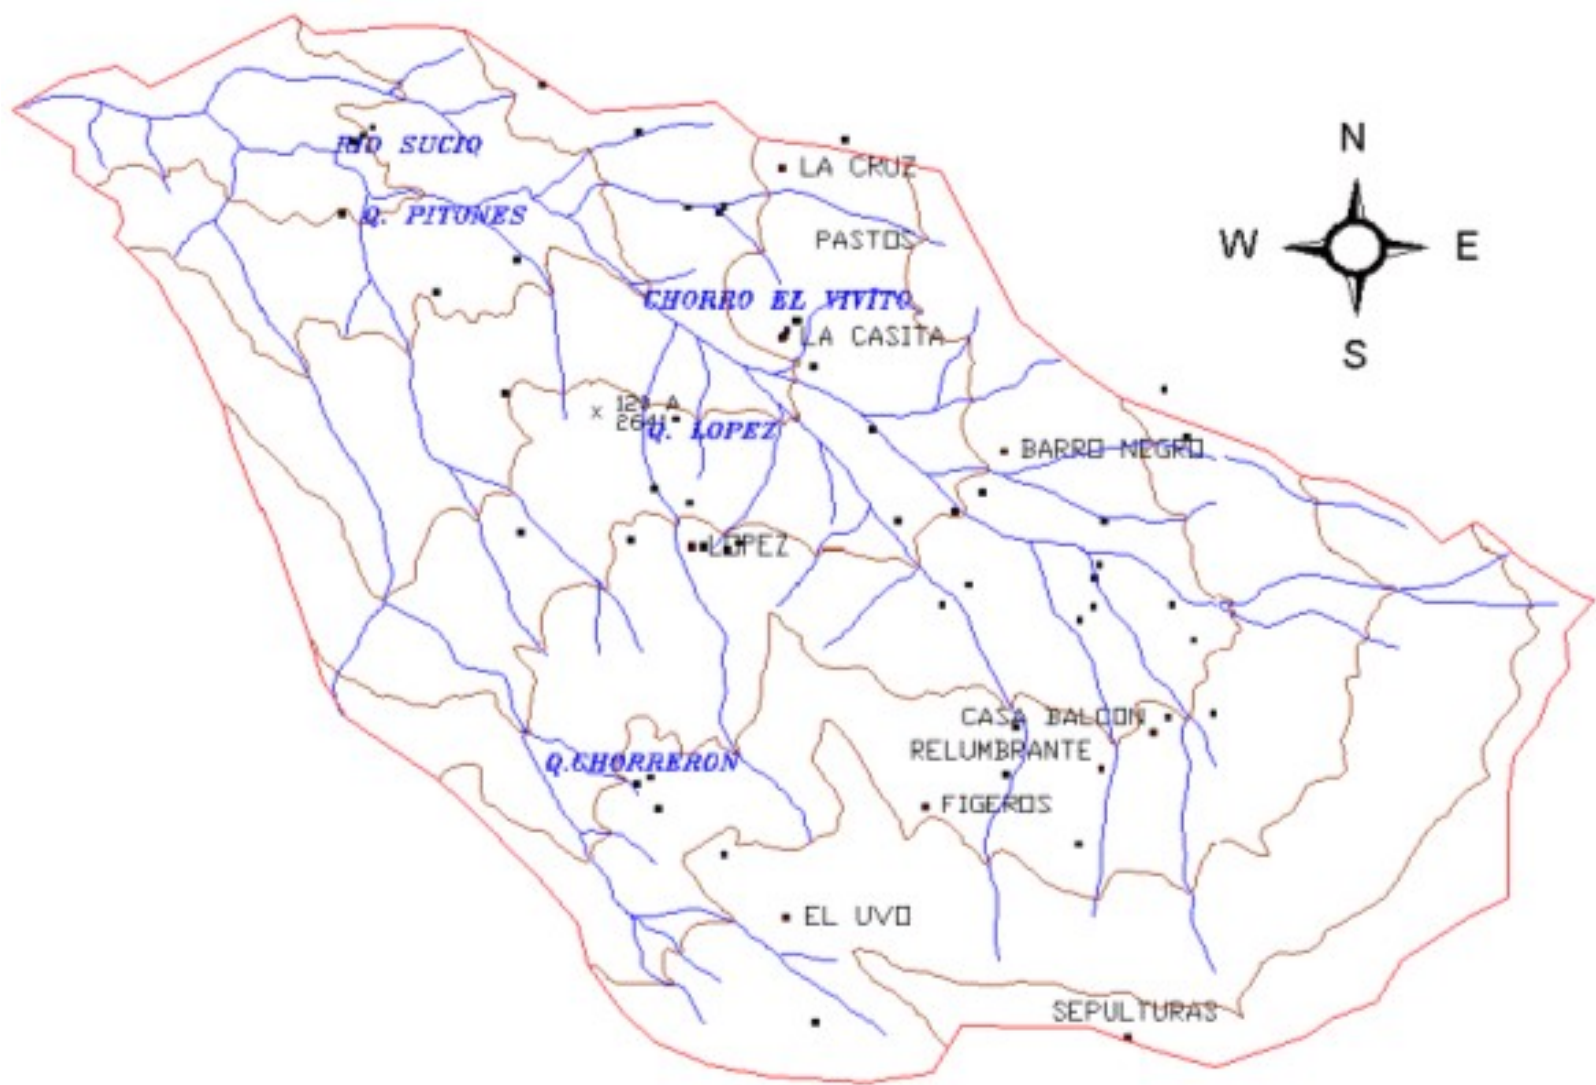 N
RIO SUCIO
LA CRUZ
Q. PITONES
PASTOS
W
E
CHORRO EL VIVITO
LA CASITA
S
2641
Q. LOPEZ
BARRO NEGRO
LOPEZ
CASA BALCON
RELUMBRANTE
Q.CHORRERON
FIGEROS
EL UVO
SEPULTURAS